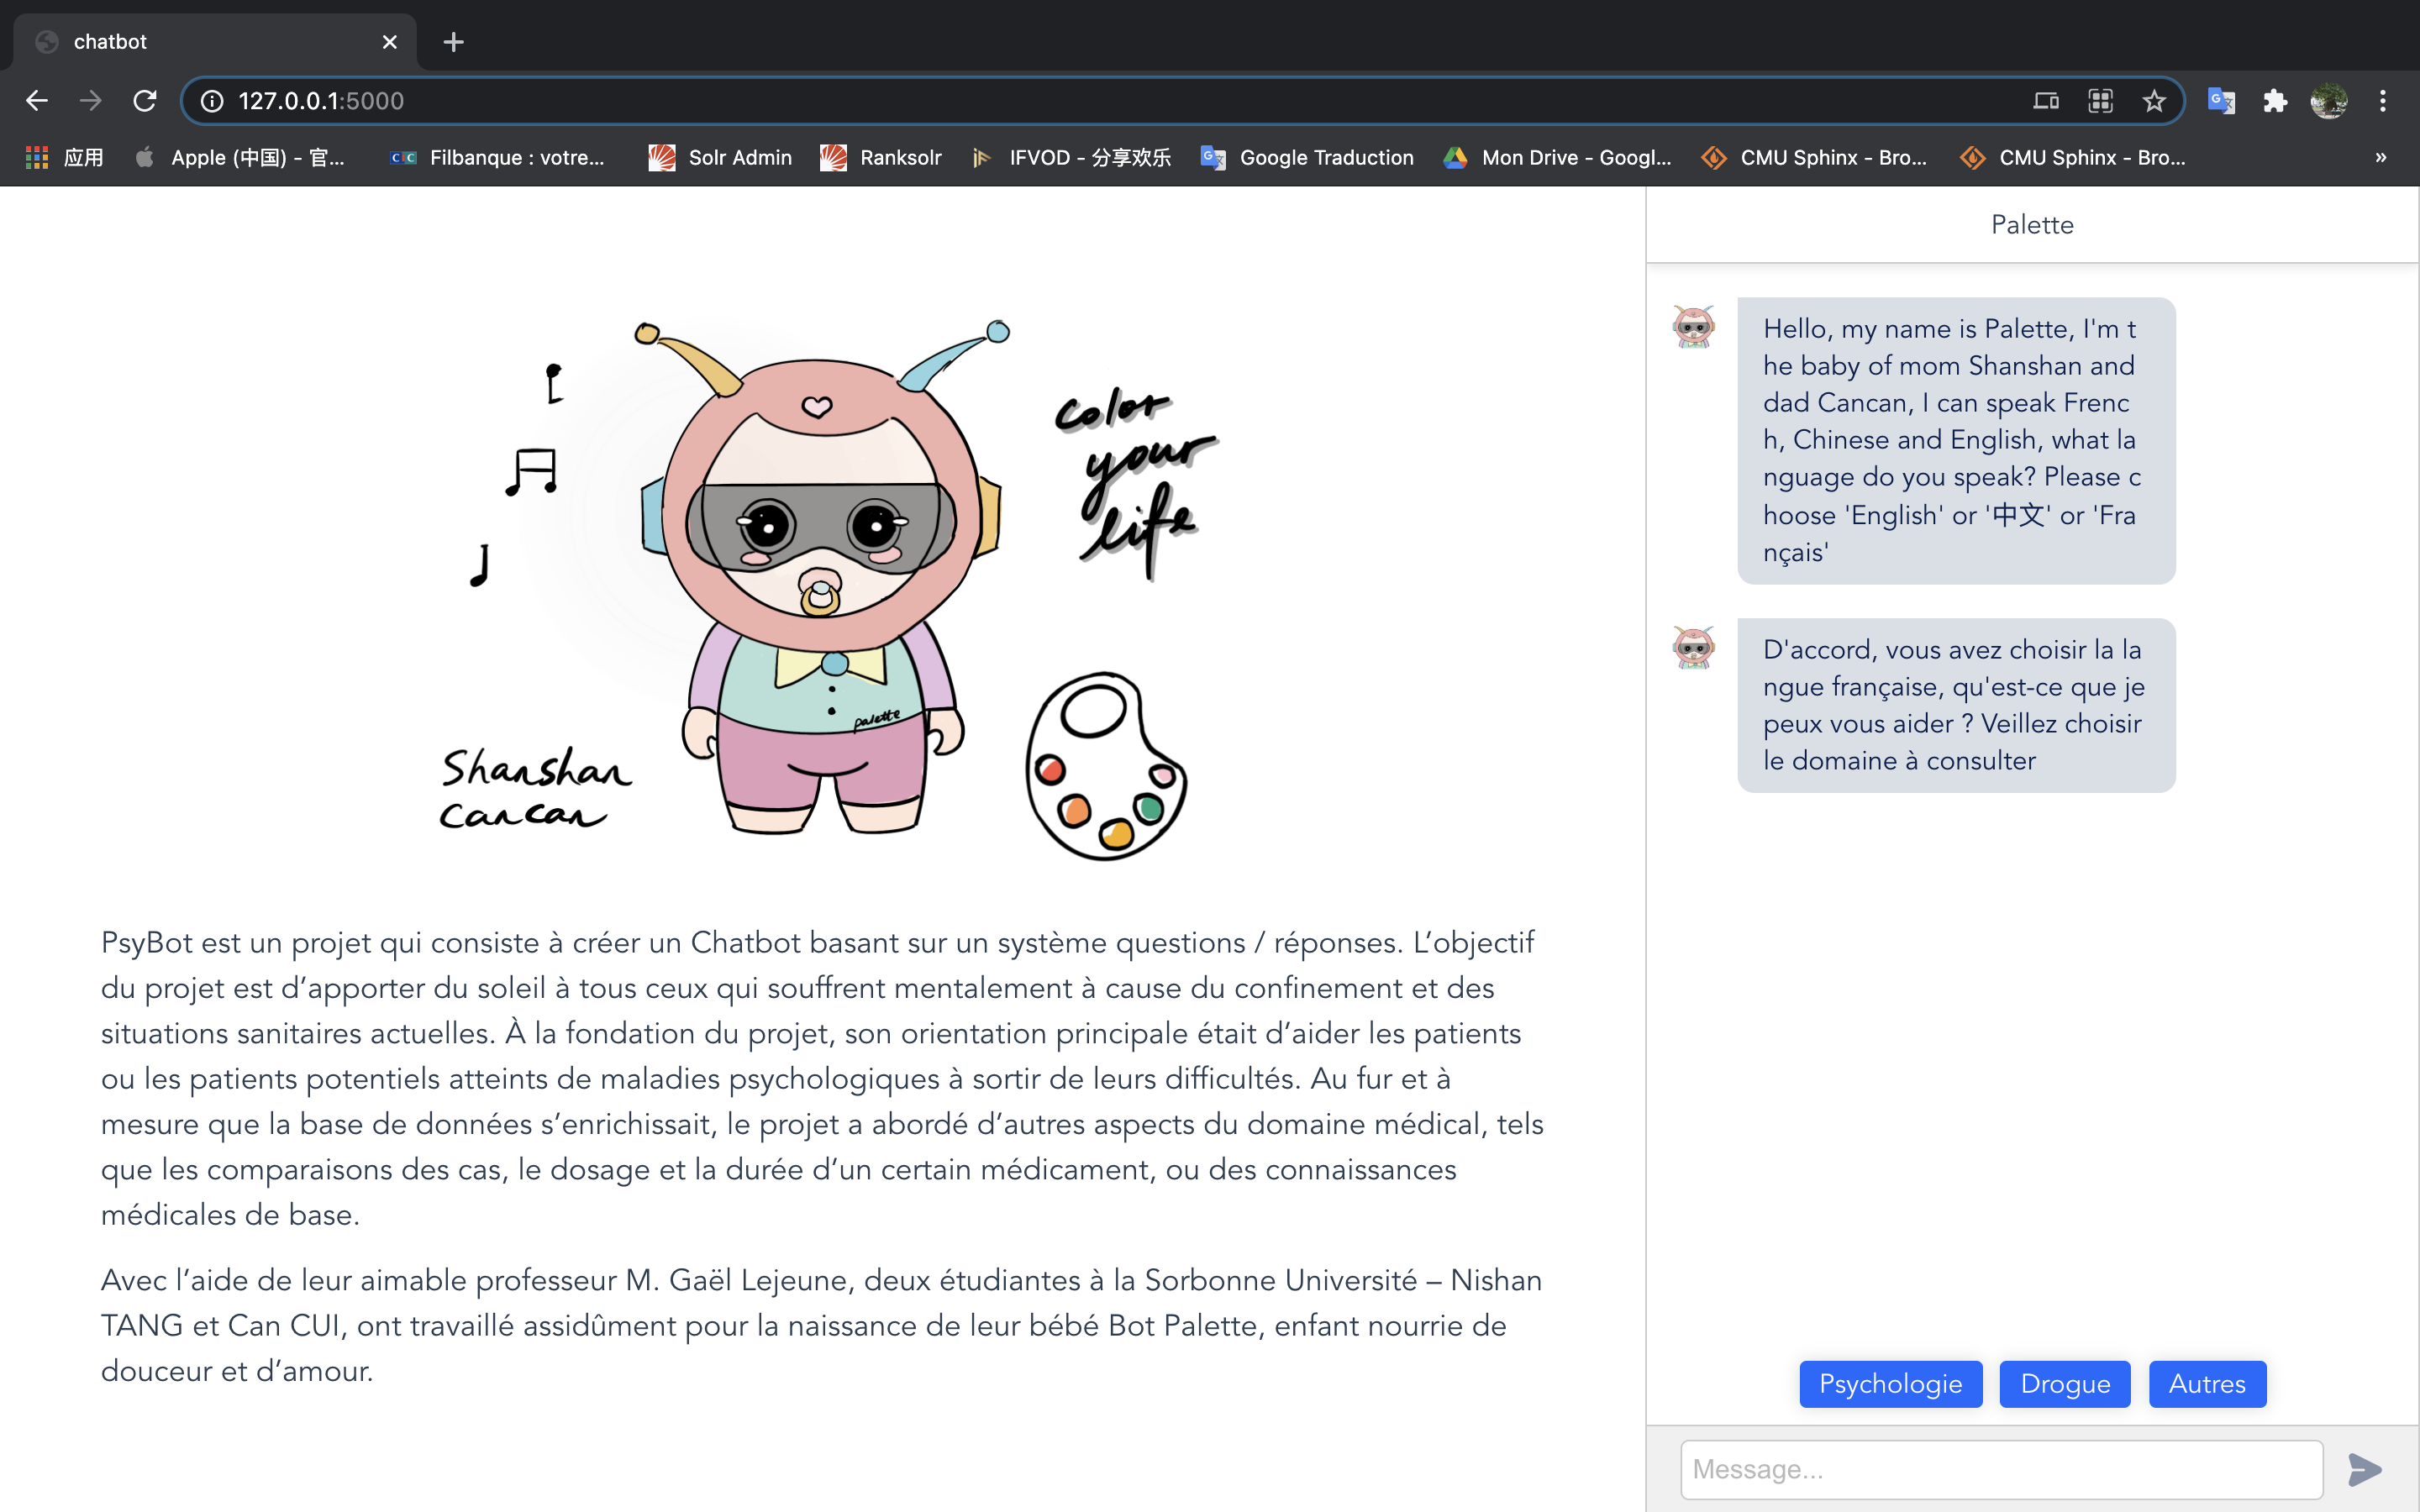 chatbot
127.0.0.1:5000
应用
Apple (中国) - 官...
Filbanque : votre...
Solr Admin
Ranksolr
IFVOD - 分享欢乐
Google Traduction
Mon Drive - Googl...
CMU Sphinx - Bro...
CMU Sphinx - Bro...
»
color
your
life
palette
Shanshan
Cancan
PsyBot est un projet qui consiste à créer un Chatbot basant sur un système questions / réponses. L’objectif
du projet est d’apporter du soleil à tous ceux qui souffrent mentalement à cause du confinement et des
situations sanitaires actuelles. À la fondation du projet, son orientation principale était d’aider les patients
ou les patients potentiels atteints de maladies psychologiques à sortir de leurs difficultés. Au fur et à
mesure que la base de données s’enrichissait, le projet a abordé d’autres aspects du domaine médical, tels
que les comparaisons des cas, le dosage et la durée d’un certain médicament, ou des connaissances
médicales de base.
Avec l’aide de leur aimable professeur M. Gaël Lejeune, deux étudiantes à la Sorbonne Université – Nishan
TANG et Can CUI, ont travaillé assidûment pour la naissance de leur bébé Bot Palette, enfant nourrie de
douceur et d’amour.
Palette
Hello, my name is Palette, I'm t
he baby of mom Shanshan and
dad Cancan, I can speak Frenc
h, Chinese and English, what la
nguage do you speak? Please c
hoose 'English' or '中文' or 'Fra
nçais'
D'accord, vous avez choisir la la
ngue française, qu'est-ce que je
peux vous aider ? Veillez choisir
le domaine à consulter
Psychologie
Drogue
Autres
Message...